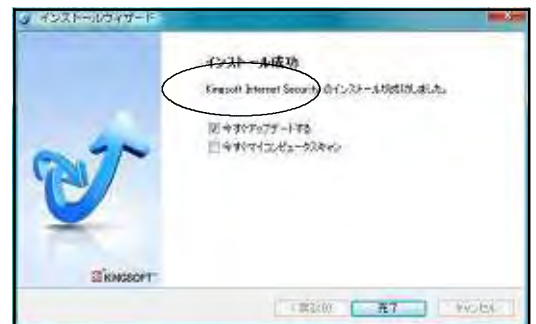 インストールウィザード
インストール成功
Kingsoft Internet Security のインストールが成功しました。
今すぐアップデートする
今すぐマイコンピュータスキャン
KINGSOFT
完了
キャンセル